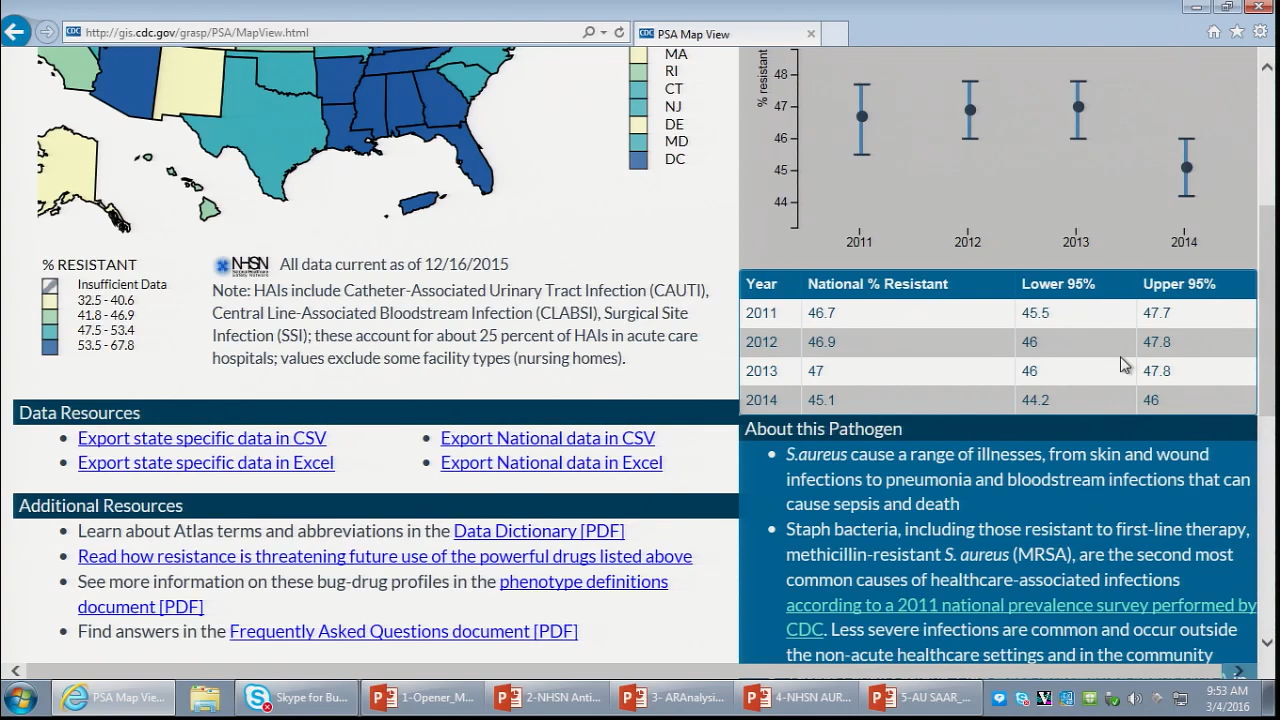 http://gis.cdc.gov/grasp/PSA/MapView.html
PSA Map View
MA
RI
CT
NJ
DE
MD
DC
% resistant
48
47
46
45
44
2011 2012 2013 2014
% RESISTANT
Insufficient Data
32.5 - 40.6
41.8 - 46.9
47.5 - 53.4
53.5 - 67.8
NHSN
All data current as of 12/16/2015
Note: HAIs include Catheter-Associated Urinary Tract Infection (CAUTI),
Central Line-Associated Bloodstream Infection (CLABSI), Surgical Site
Infection (SSI); these account for about 25 percent of HAIs in acute care
hospitals; values exclude some facility types (nursing homes).
Year National % Resistant Lower 95% Upper 95%
2011 46.7 45.5 47.7
2012 46.9 46 47.8
2013 47 46 47.8
2014 45.1 44.2 46
Data Resources
Export state specific data in CSV
Export National data in CSV
Export state specific data in Excel
Export National data in Excel
Additional Resources
Learn about Atlas terms and abbreviations in the Data Dictionary [PDF]
Read how resistance is threatening future use of the powerful drugs listed above
See more information on these bug-drug profiles in the phenotype definitions
document [PDF]
Find answers in the Frequently Asked Questions document [PDF]
About this Pathogen
S.aureus cause a range of illnesses, from skin and wound
infections to pneumonia and bloodstream infections that can
cause sepsis and death
Staph bacteria, including those resistant to first-line therapy,
methicillin-resistant S. aureus (MRSA), are the second most
common causes of healthcare-associated infections
according to a 2011 national prevalence survey performed by
CDC. Less severe infections are common and occur outside
the non-acute healthcare settings and in the community
PSA Map Vie...
Skype for Bu...
1-Opener_M...
2-NHSN Anti...
3- ARAnalysi...
4-NHSN AUR...
5-AU SAAR_...
9:53 AM
3/4/2016